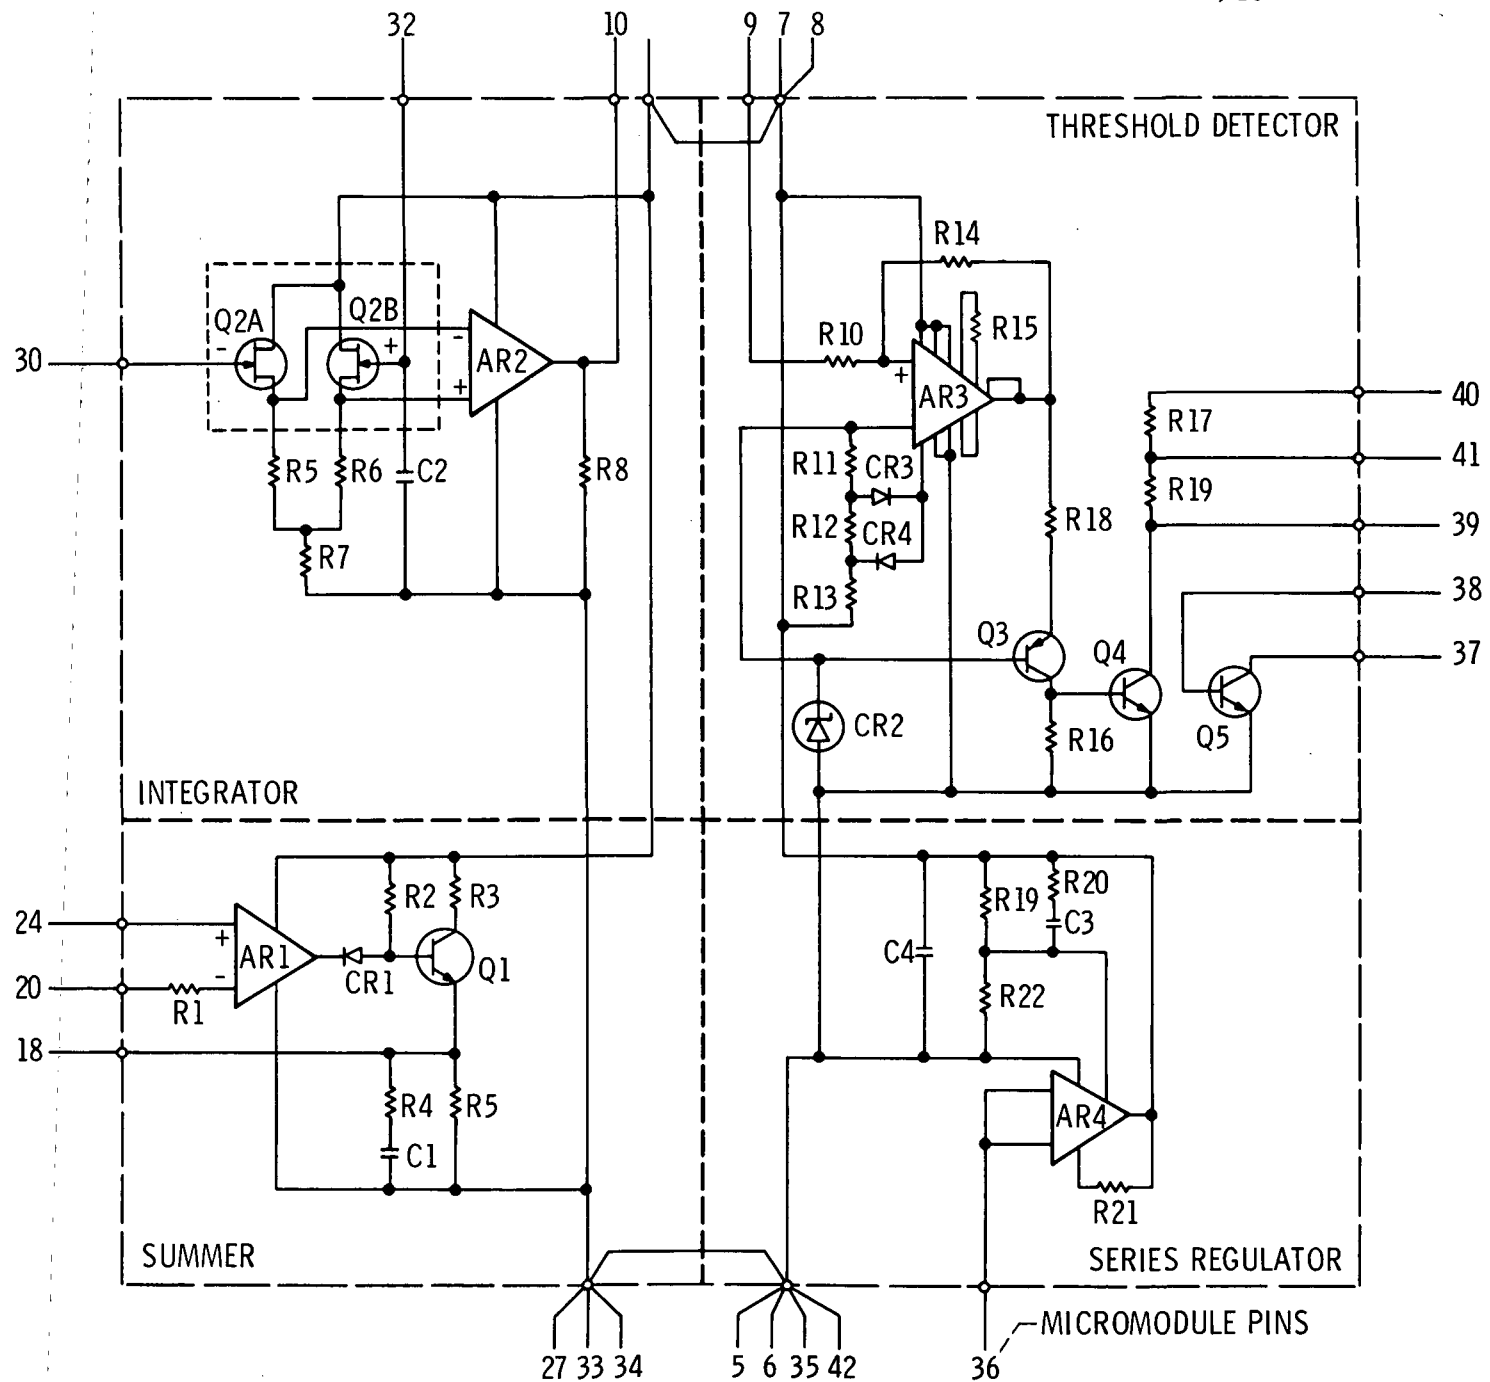 32 10 9 7 8
THRESHOLD DETECTOR
R14
Q2A Q2B
R15
- +
R10
30
- AR2
+
+ AR3
40
R17
R5 R6 C2 R8
R11 CR3
41
R19
R12 CR4 R18
39
R7
R13
38
Q3 Q4
37
CR2 R16 Q5
INTEGRATOR
R2 R3
R19 R20
24
+ AR1
C4 C3
-
CR1 Q1
20
R1
R22
18
R4 R5
AR4
C1
R21
SUMMER
SERIES REGULATOR
MICROMODULE PINS
27 33 34 5 6 35 42 36